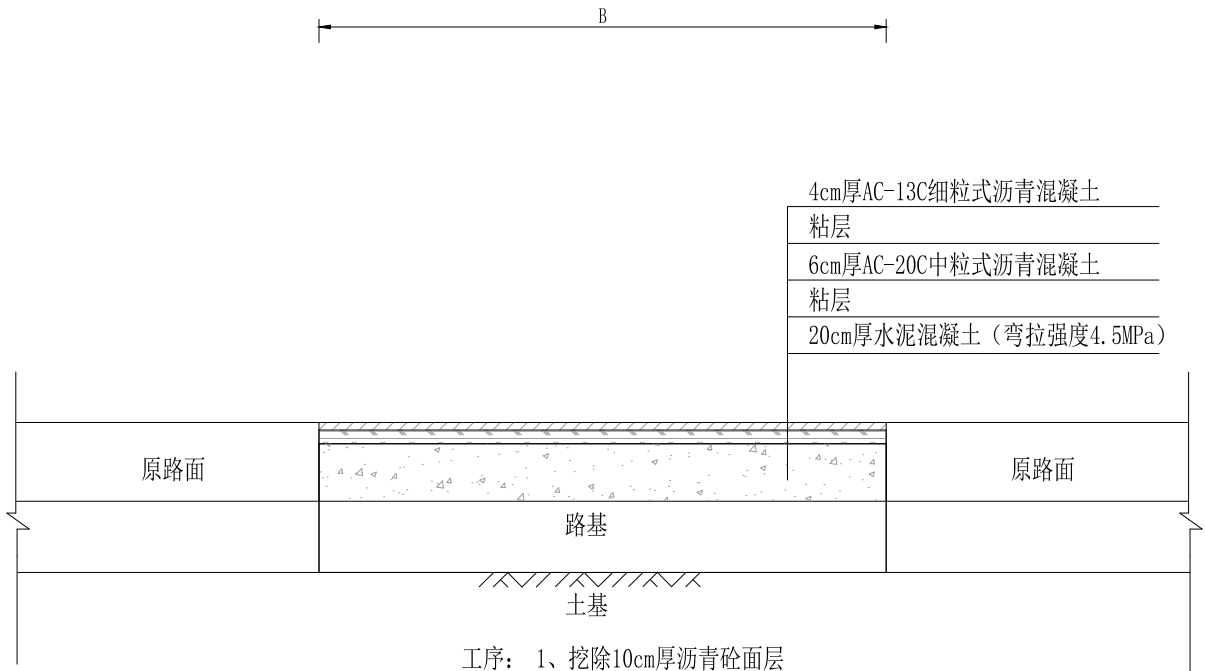 B
4cm厚AC-13C细粒式沥青混凝土
粘层
6cm厚AC-20C中粒式沥青混凝土
粘层
20cm厚水泥混凝土（弯拉强度4.5MPa）
原路面
原路面
路基
土基
工序： 1、挖除10cm厚沥青砼面层